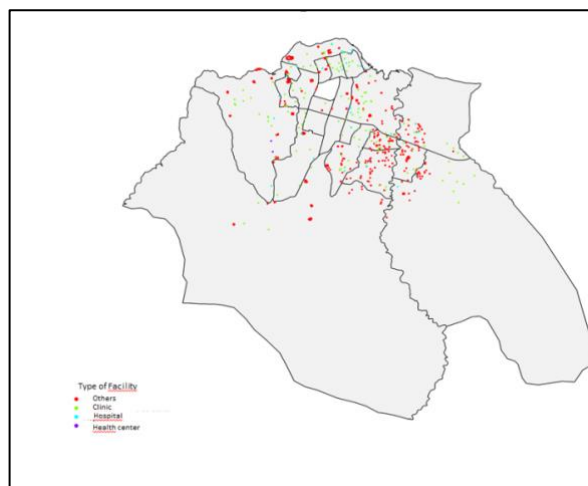 Type of Facility
Others
Clinic
Hospital
Health center